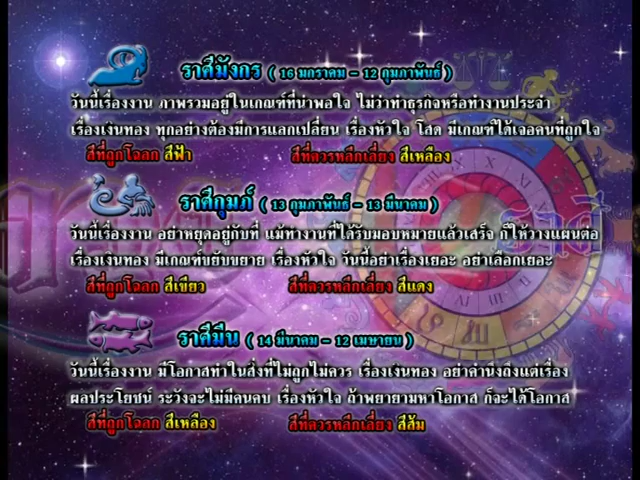 ราศีมังกร ( 16 มกราคม - 12 กุมภาพันธ์ )
วันนี้เรื่องงาน ภาพรวมอยู่ในเกณฑ์ที่น่าพอใจ ไม่ว่าทำธุรกิจหรือทำงานประจำ
เรื่องเงินทอง ทุกอย่างต้องมีการแลกเปลี่ยน เรื่องหัวใจ โสด มีเกณฑ์ได้เจอคนที่ถูกใจ
สีที่ถูกโฉลก สีฟ้า สีที่ควรหลีกเลี่ยง สีเหลือง
ราศีกุมภ์ ( 13 กุมภาพันธ์ - 13 มีนาคม )
วันนี้เรื่องงาน อย่าหยุดอยู่กับที่ แม้ทำงานที่ได้รับมอบหมายแล้วเสร็จ ก็ให้วางแผนต่อ
เรื่องเงินทอง มีเกณฑ์ขยับขยาย เรื่องหัวใจ วันนี้อย่าเรื่องเยอะ อย่าเลือกเยอะ
สีที่ถูกโฉลก สีเขียว สีที่ควรหลีกเลี่ยง สีแดง
ราศีมีน ( 14 มีนาคม - 12 เมษายน )
วันนี้เรื่องงาน มีโอกาสทำในสิ่งที่ไม่ถูกไม่ควร เรื่องเงินทอง อย่าคำนึงถึงแต่เรื่อง
ผลประโยชน์ ระวังจะไม่มีคนคบ เรื่องหัวใจ ถ้าพยายามหาโอกาส ก็จะได้โอกาส
สีที่ถูกโฉลก สีเหลือง สีที่ควรหลีกเลี่ยง สีส้ม